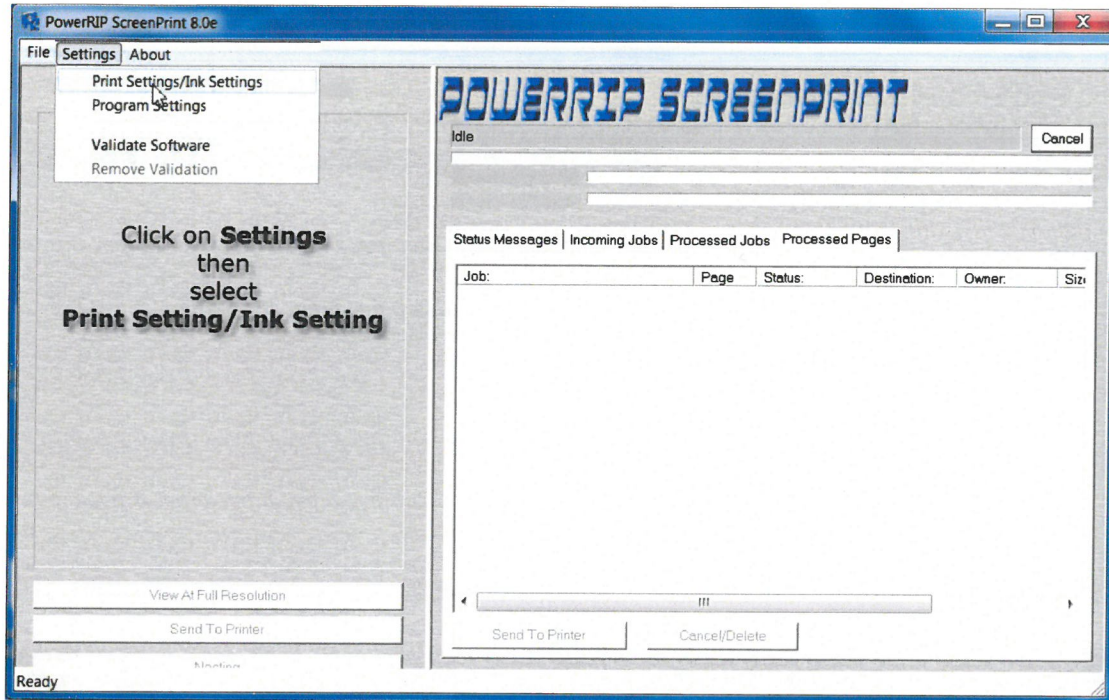 PowerRIP ScreenPrint 8.0e
File Settings About
Print Settings/Ink Settings
Program Settings
Validate Software
Remove Validation
Click on Settings
then
select
Print Setting/Ink Setting
View At Full Resolution
Send To Printer
Nesting
POWERRIP SCREENPRINT
Idle
Cancel
Status Messages Incoming Jobs Processed Jobs Processed Pages
Job: Page Status: Destination: Owner:
Send To Printer Cancel/Delete
Ready